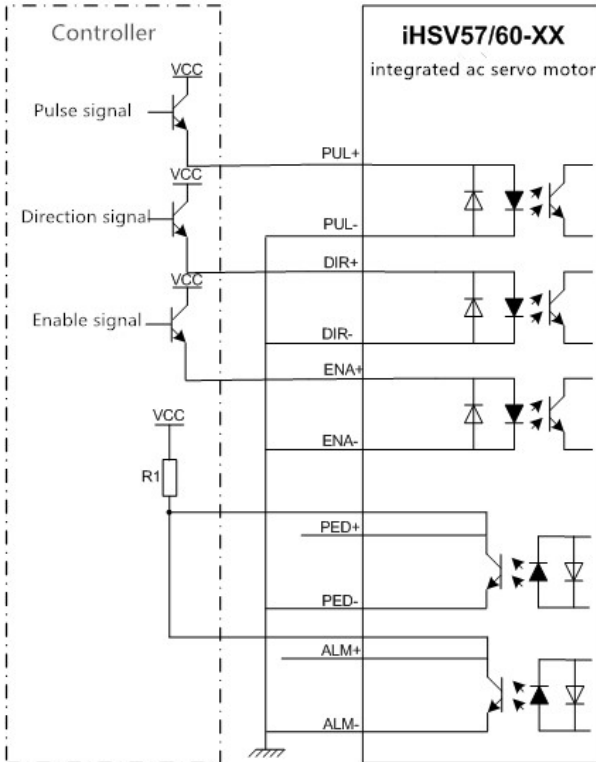 Controller
iHSV57/60-XX
integrated ac servo motor
VCC
Pulse signal
PUL+
VCC
Direction signal
PUL-
DIR+
VCC
Enable signal
DIR-
ENA+
VCC
ENA-
R1
PED+
PED-
ALM+
ALM-